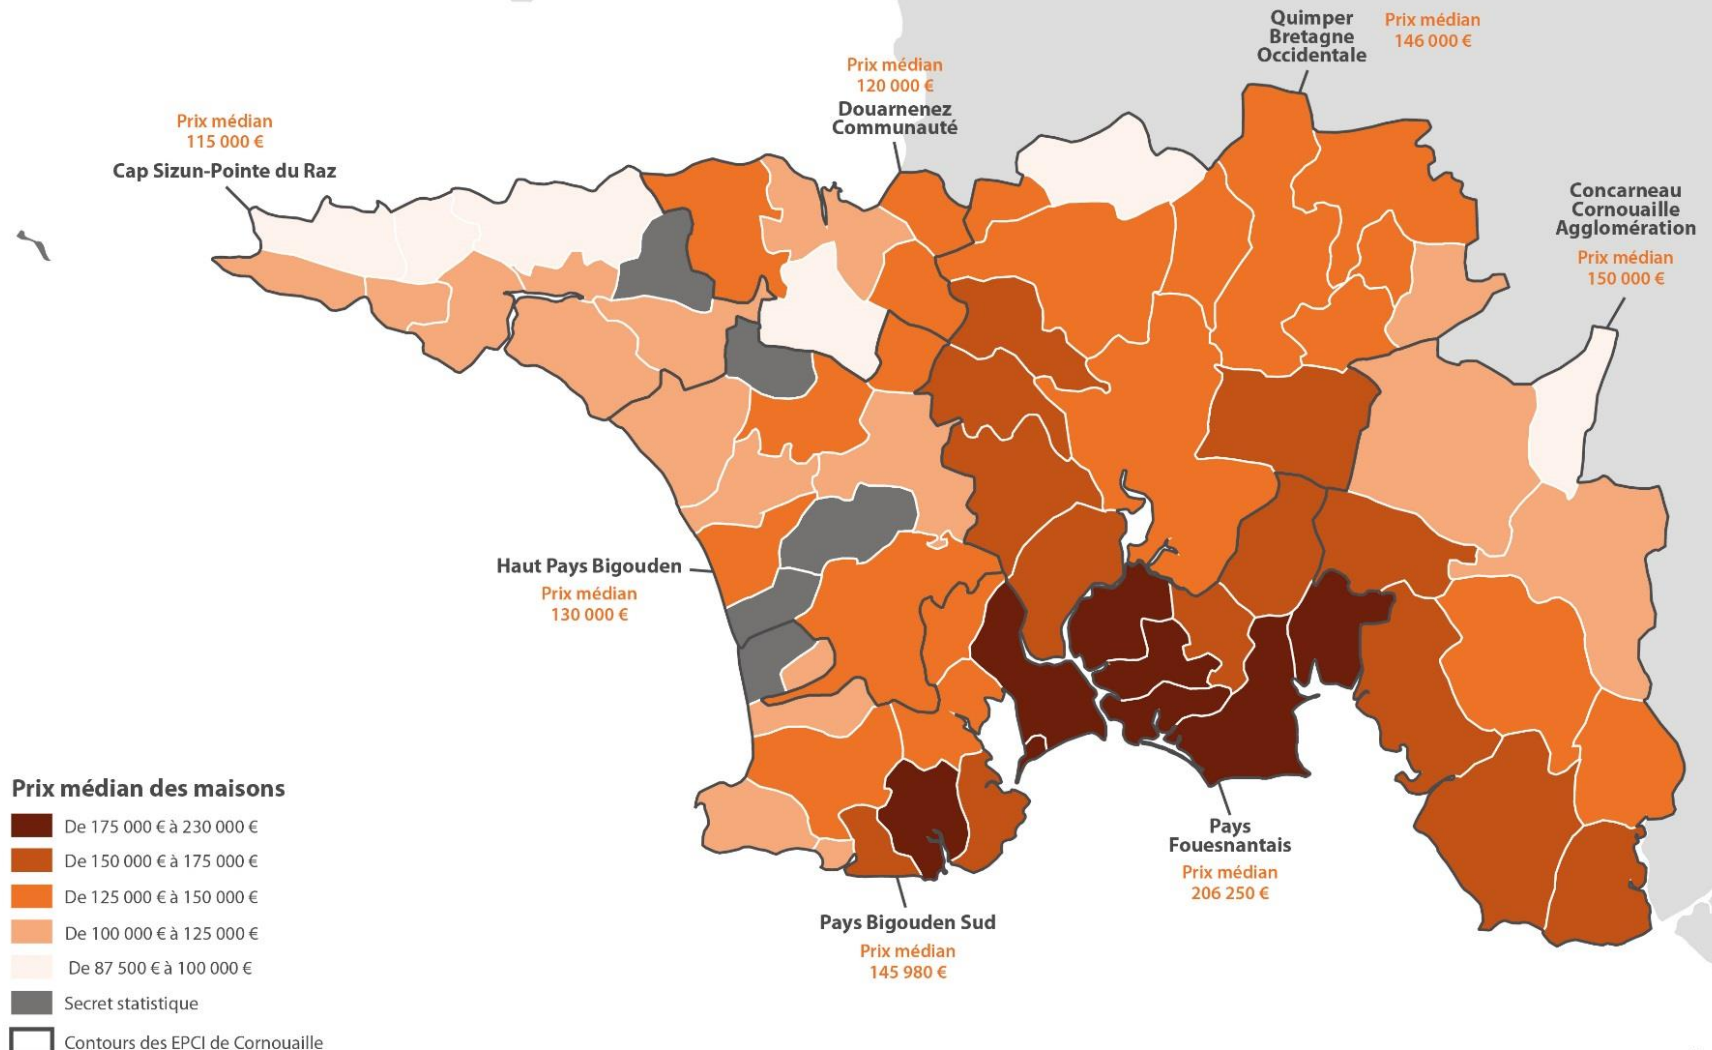 Quimper
Bretagne
Occidentale
Prix médian
146 000 €
Prix médian
120 000 €
Douarnenez
Communauté
Prix médian
115 000 €
Cap Sizun-Pointe du Raz
Concarneau
Cornouaille
Agglomération
Prix médian
150 000 €
Haut Pays Bigouden
Prix médian
130 000 €
Pays
Fouesnantais
Prix médian
206 250 €
Pays Bigouden Sud
Prix médian
145 980 €
Prix médian des maisons
De 175 000 € à 230 000 €
De 150 000 € à 175 000 €
De 125 000 € à 150 000 €
De 100 000 € à 125 000 €
De 87 500 € à 100 000 €
Secret statistique
Contours des EPCI de Cornouaille